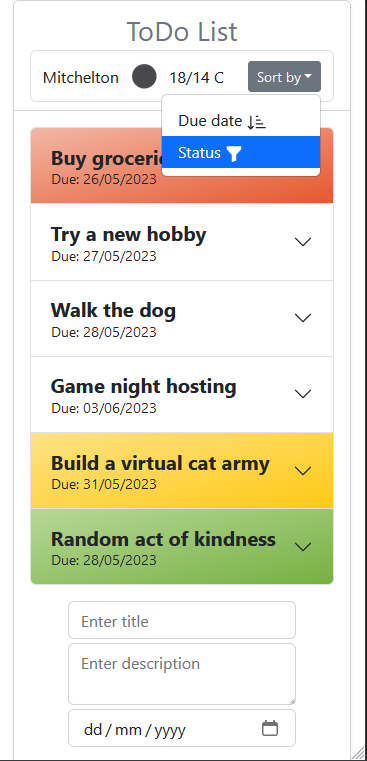 ToDo List
Mitchelton 18/14 C Sort by
Due date
Status
Buy
Due: 26/05/2023
Try a new hobby
Due: 27/05/2023
Walk the dog
Due: 28/05/2023
Game night hosting
Due: 03/06/2023
Build a virtual cat army
Due: 31/05/2023
Random act of kindness
Due: 28/05/2023
Enter title
Enter description
dd/mm/yyyy